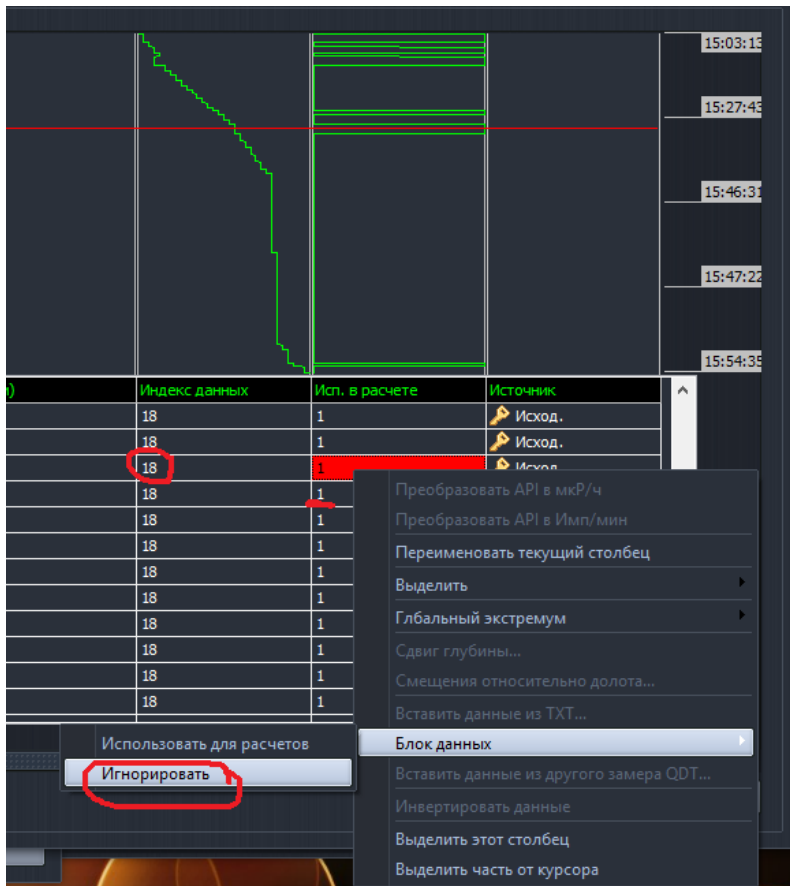 15:03:13
15:27:43
15:46:31
15:47:22
15:54:35
Индекс данных Исп. в расчете Источник
18 1 Исход.
18 1 Исход.
18 1 Исход.
18 1
18 1
18 1
18 1
18 1
18 1
18 1
18 1
18 1
Преобразовать API в мкР/ч
Преобразовать API в Имп/мин
Переименовать текущий столбец
Выделить
Глбальный экстремум
Сдвиг глубины...
Смещения относительно долота...
Вставить данные из TXT...
Блок данных
Вставить данные из другого замера QDT...
Инвертировать данные
Выделить этот столбец
Выделить часть от курсора
Использовать для расчетов
Игнорировать